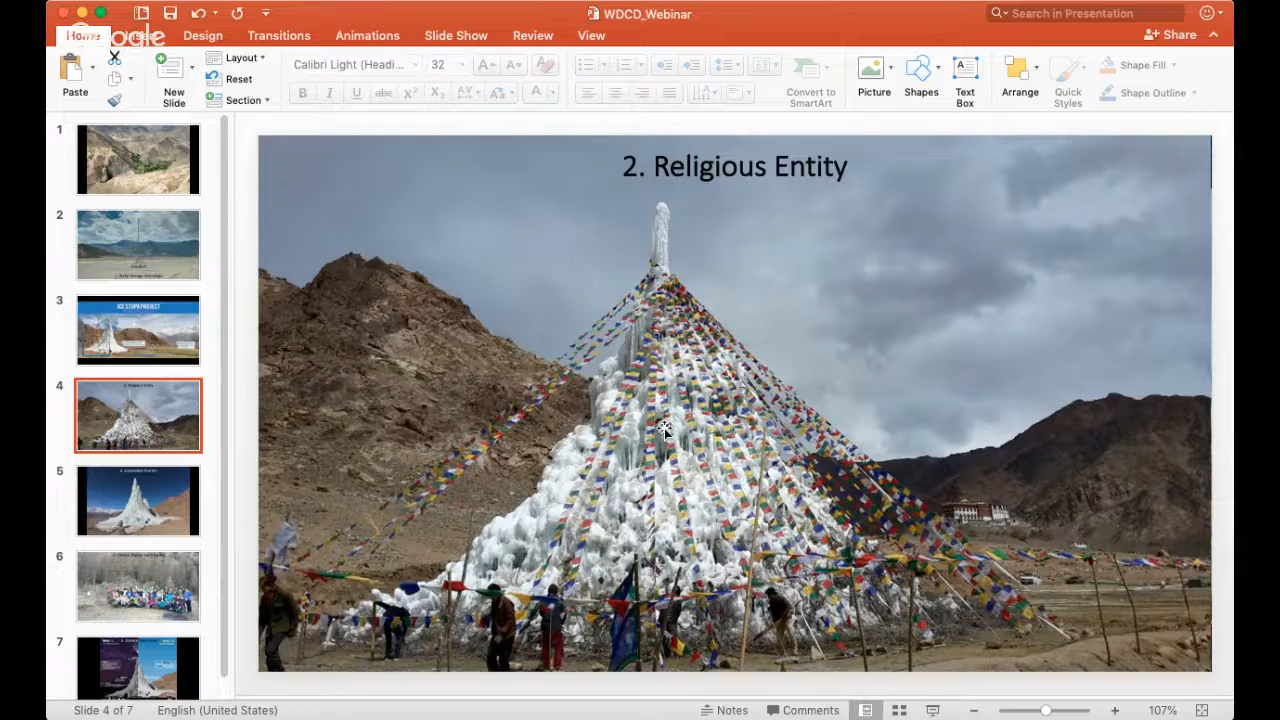 WDCD_Webinar
Search in Presentation
Google
Home
Design
Transitions
Animations
Slide Show
Review
View
Share
Paste
New
Slide
Layout
Reset
Section
Calibri Light (Headi...
32
Convert to
SmartArt
Picture
Shapes
Text
Box
Arrange
Quick
Styles
Shape Fill
Shape Outline
1
2
3
ICE STUPA PROJECT
4
5
6
7
2. Religious Entity
Slide 4 of 7
English (United States)
Notes
Comments
107%